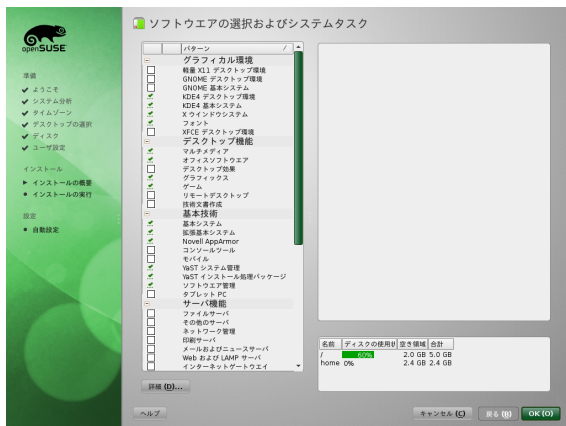 openSUSE
準備
ようこそ
システム分析
タイムゾーン
デスクトップの選択
ディスク
ユーザ設定
インストール
インストールの概要
インストールの実行
設定
自動設定
ソフトウエアの選択およびシステムタスク
パターン
グラフィカル環境
軽量 X11 デスクトップ環境
GNOME デスクトップ環境
GNOME 基本システム
KDE4 デスクトップ環境
KDE4 基本システム
X ウインドウシステム
フォント
XFCE デスクトップ環境
デスクトップ機能
マルチメディア
オフィスソフトウエア
デスクトップ効果
グラフィックス
ゲーム
リモートデスクトップ
技術文書作成
基本技術
基本システム
拡張基本システム
Novell AppArmor
コンソールツール
モバイル
YaST システム管理
YaST インストール処理パッケージ
ソフトウエア管理
タブレット PC
サーバ機能
ファイルサーバ
その他のサーバ
ネットワーク管理
印刷サーバ
メールおよびニュースサーバ
Web および LAMP サーバ
インターネットゲートウエイ
詳細 (D)...
名前 ディスクの使用状 空き領域 合計
/ 60% 2.0 GB 5.0 GB
home 0% 2.4 GB 2.4 GB
ヘルプ
キャンセル (C) 戻る (B) OK (O)